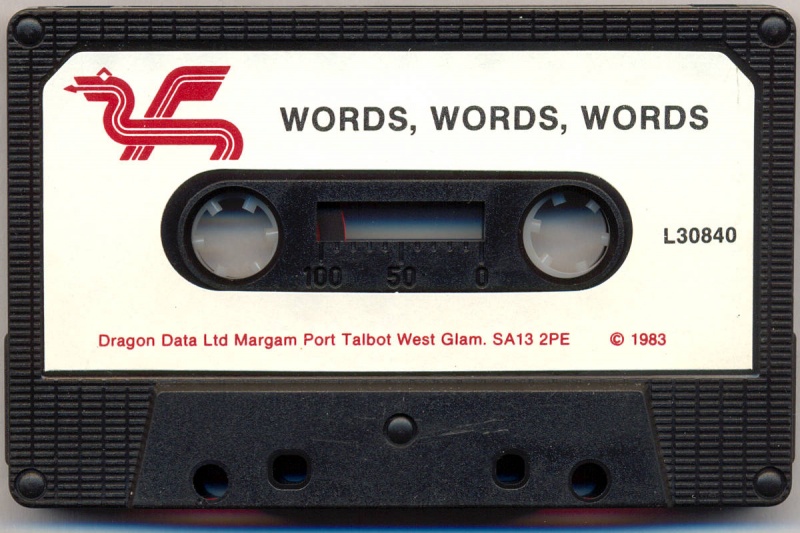 WORDS, WORDS, WORDS
L30840
100 50 0
Dragon Data Ltd Margam Port Talbot West Glam. SA13 2PE © 1983